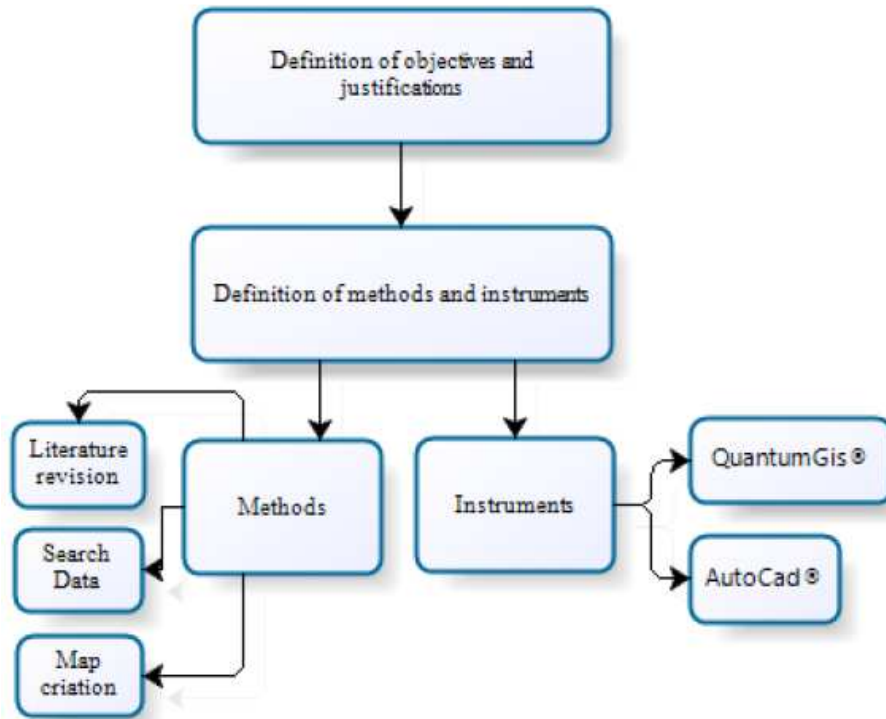 Definition of objectives and
justifications
Definition of methods and instruments
Literature
revision
Methods
Instruments
QuantumGis®
Search
Data
AutoCad®
Map
criation